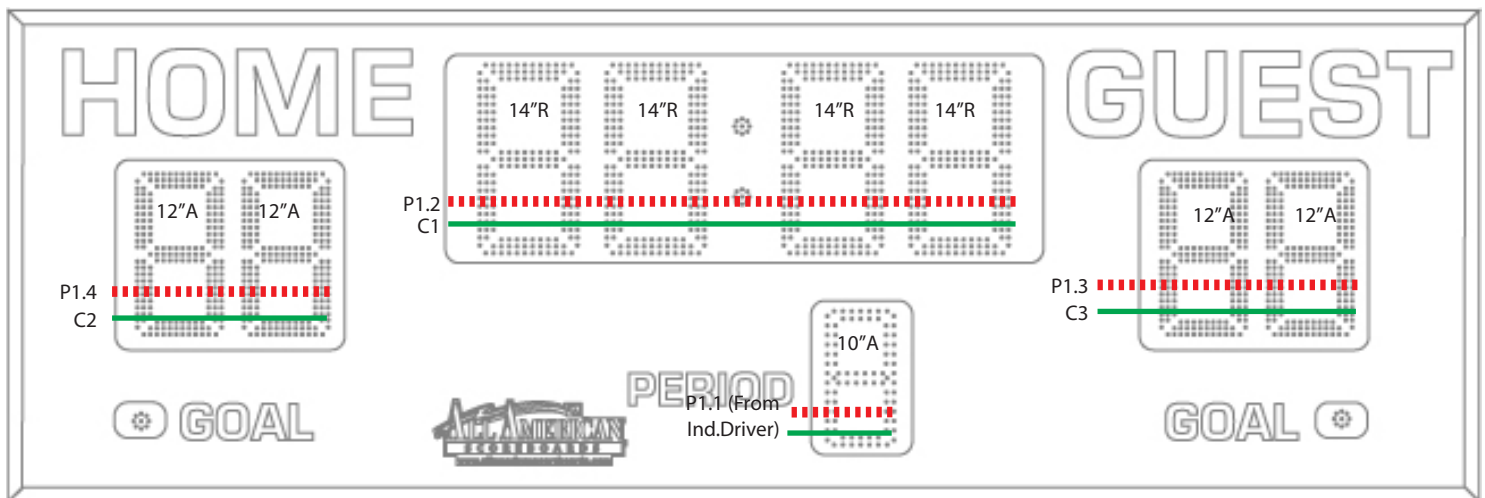 HOME
GUEST
14”R
14”R
14”R
14”R
12”A
12”A
12”A
12”A
P1.2
C1
P1.4
C2
P1.3
C3
10”A
PERIOD
P1.1 (From
Ind.Driver)
GOAL
ALL AMERICAN
SCOREBOARDS
GOAL